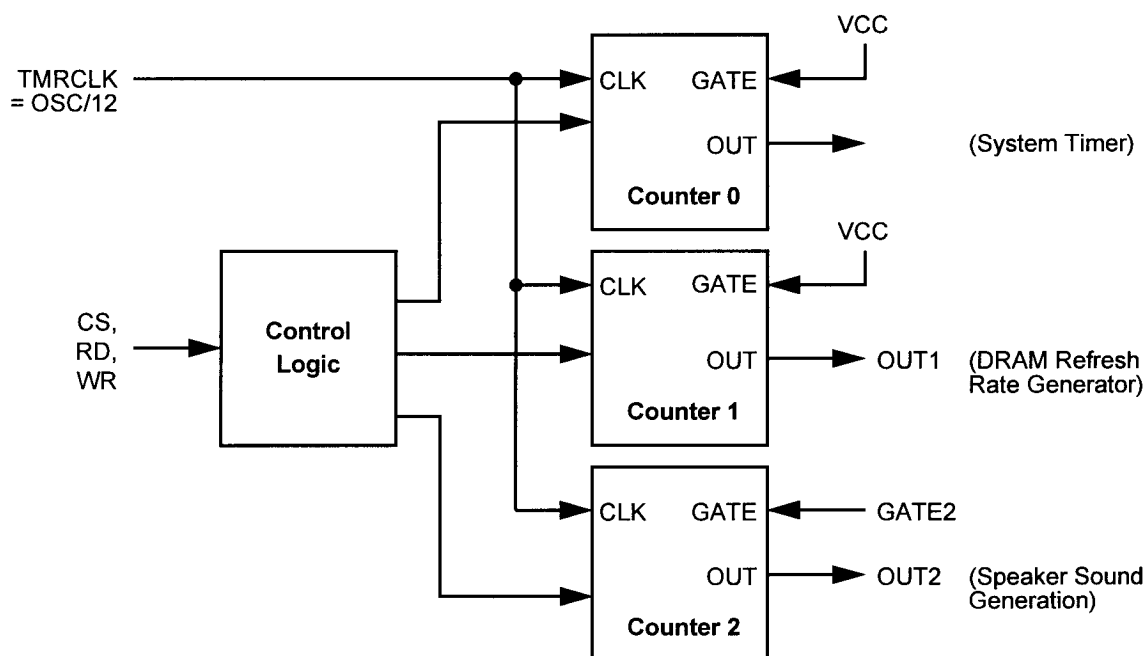 VCC
TMRCLK
= OSC/12
CLK GATE
OUT
(System Timer)
Counter 0
VCC
CLK GATE
CS,
RD,
WR
Control
Logic
OUT
OUT1
(DRAM Refresh
Rate Generator)
Counter 1
CLK GATE
GATE2
OUT
OUT2
(Speaker Sound
Generation)
Counter 2